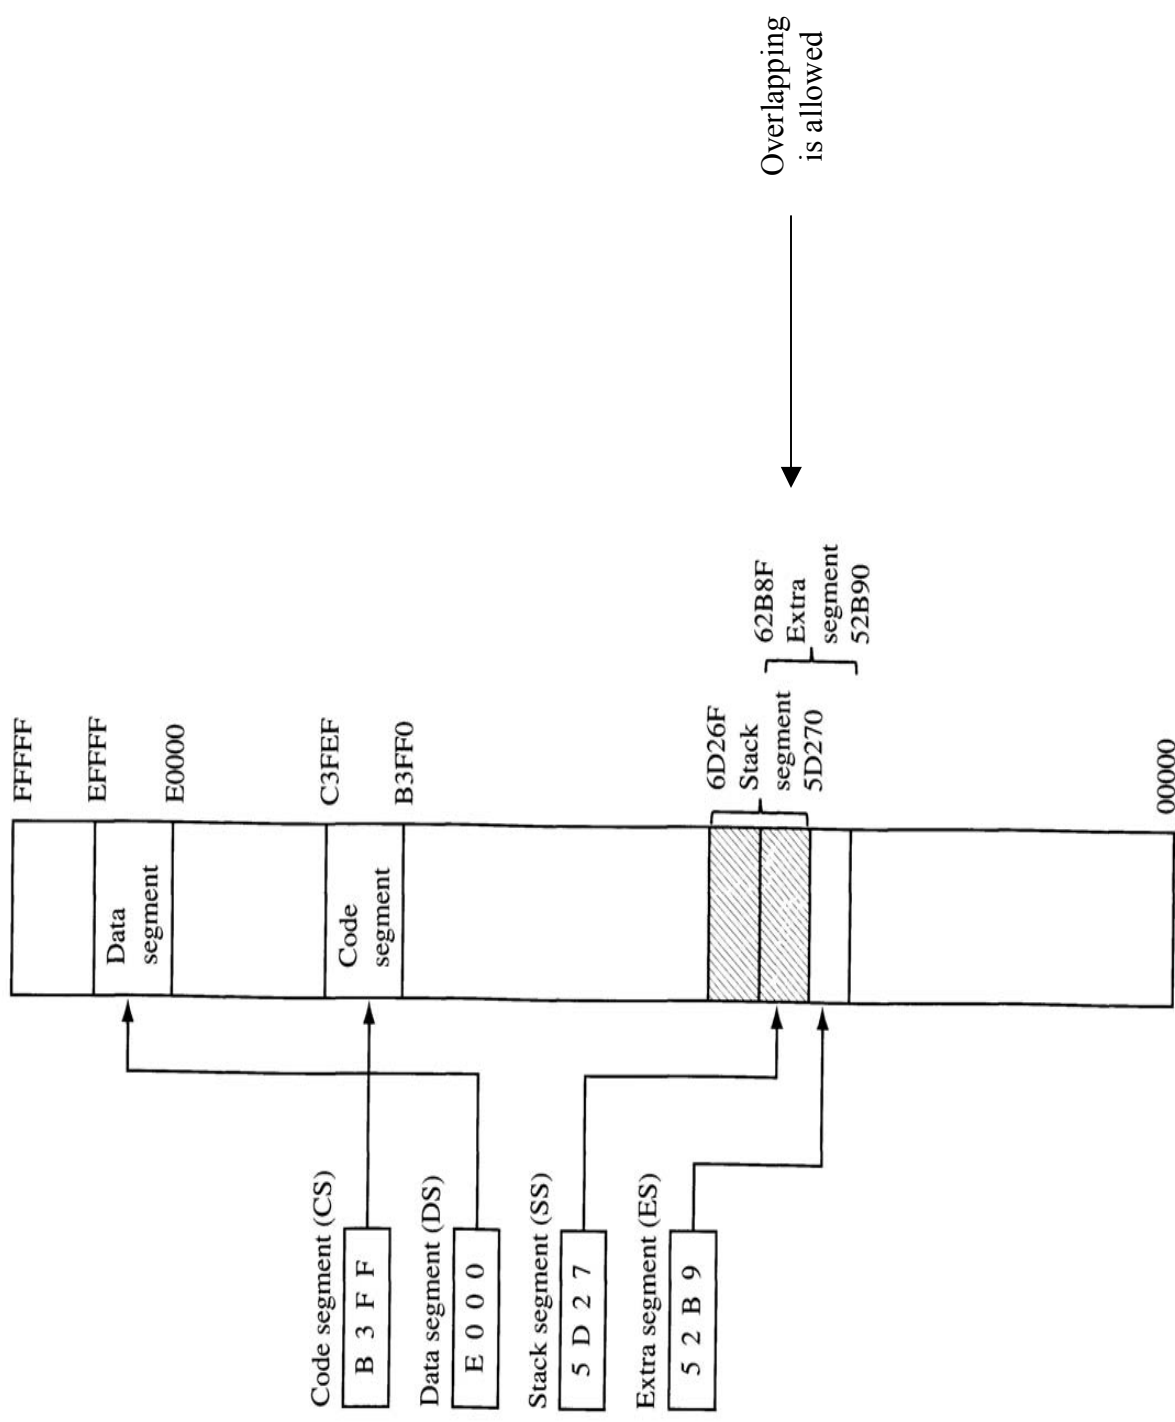 Code segment (CS)
B 3 F F
Data segment (DS)
E 0 0 0
Stack segment (SS)
5 D 2 7
Extra segment (ES)
5 2 B 9
Data
segment
Code
segment
FFFFF
EFFFF
E0000
C3FEF
B3FF0
6D26F
Stack
segment
5D270
62B8F
Extra
segment
52B90
00000
Overlapping
is allowed